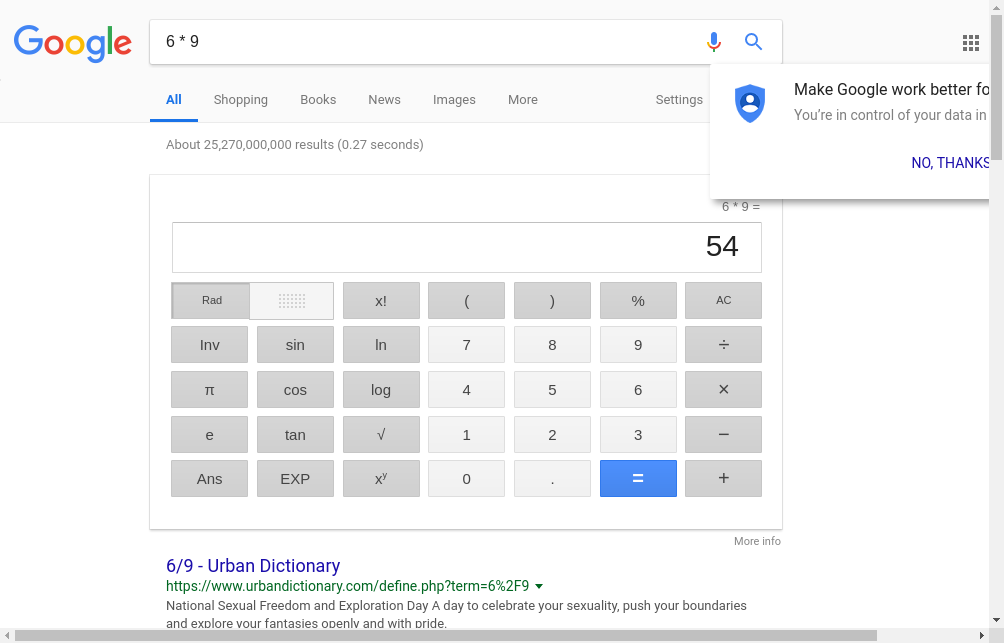 Google
6 * 9
All Shopping Books News Images More Settings
Make Google work better fo
You're in control of your data in
NO, THANKS
About 25,270,000,000 results (0.27 seconds)
6 * 9 =
54
Rad x! ( ) % AC
Inv sin ln 7 8 9 ÷
π cos log 4 5 6 ×
e tan √ 1 2 3 −
Ans EXP xʸ 0 . = +
More info
6/9 - Urban Dictionary
https://www.urbandictionary.com/define.php?term=6%2F9
National Sexual Freedom and Exploration Day A day to celebrate your sexuality, push your boundaries
and explore your fantasies openly and with pride.